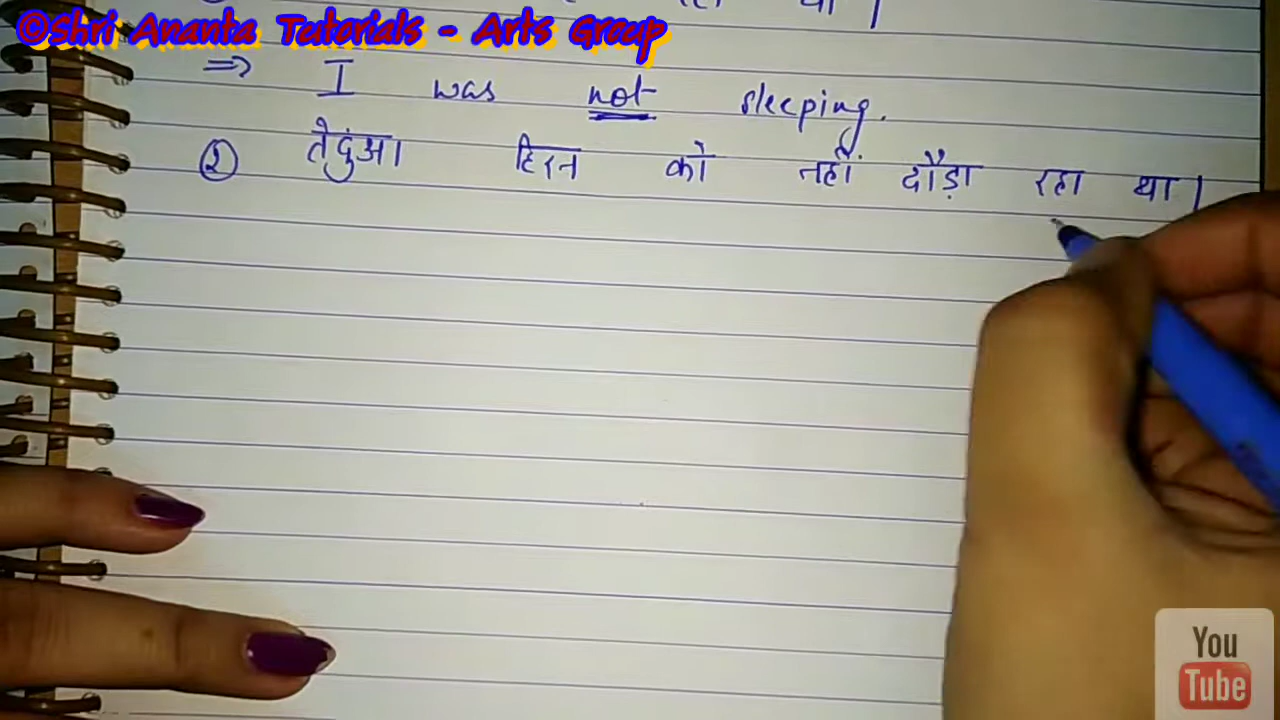 ©Shri Ananta Tutorials - Arts Group
था ।
⇒ I was not sleeping.
② तेदुंआ हिरन को नहीं दौड़ा रहा था ।
You
Tube